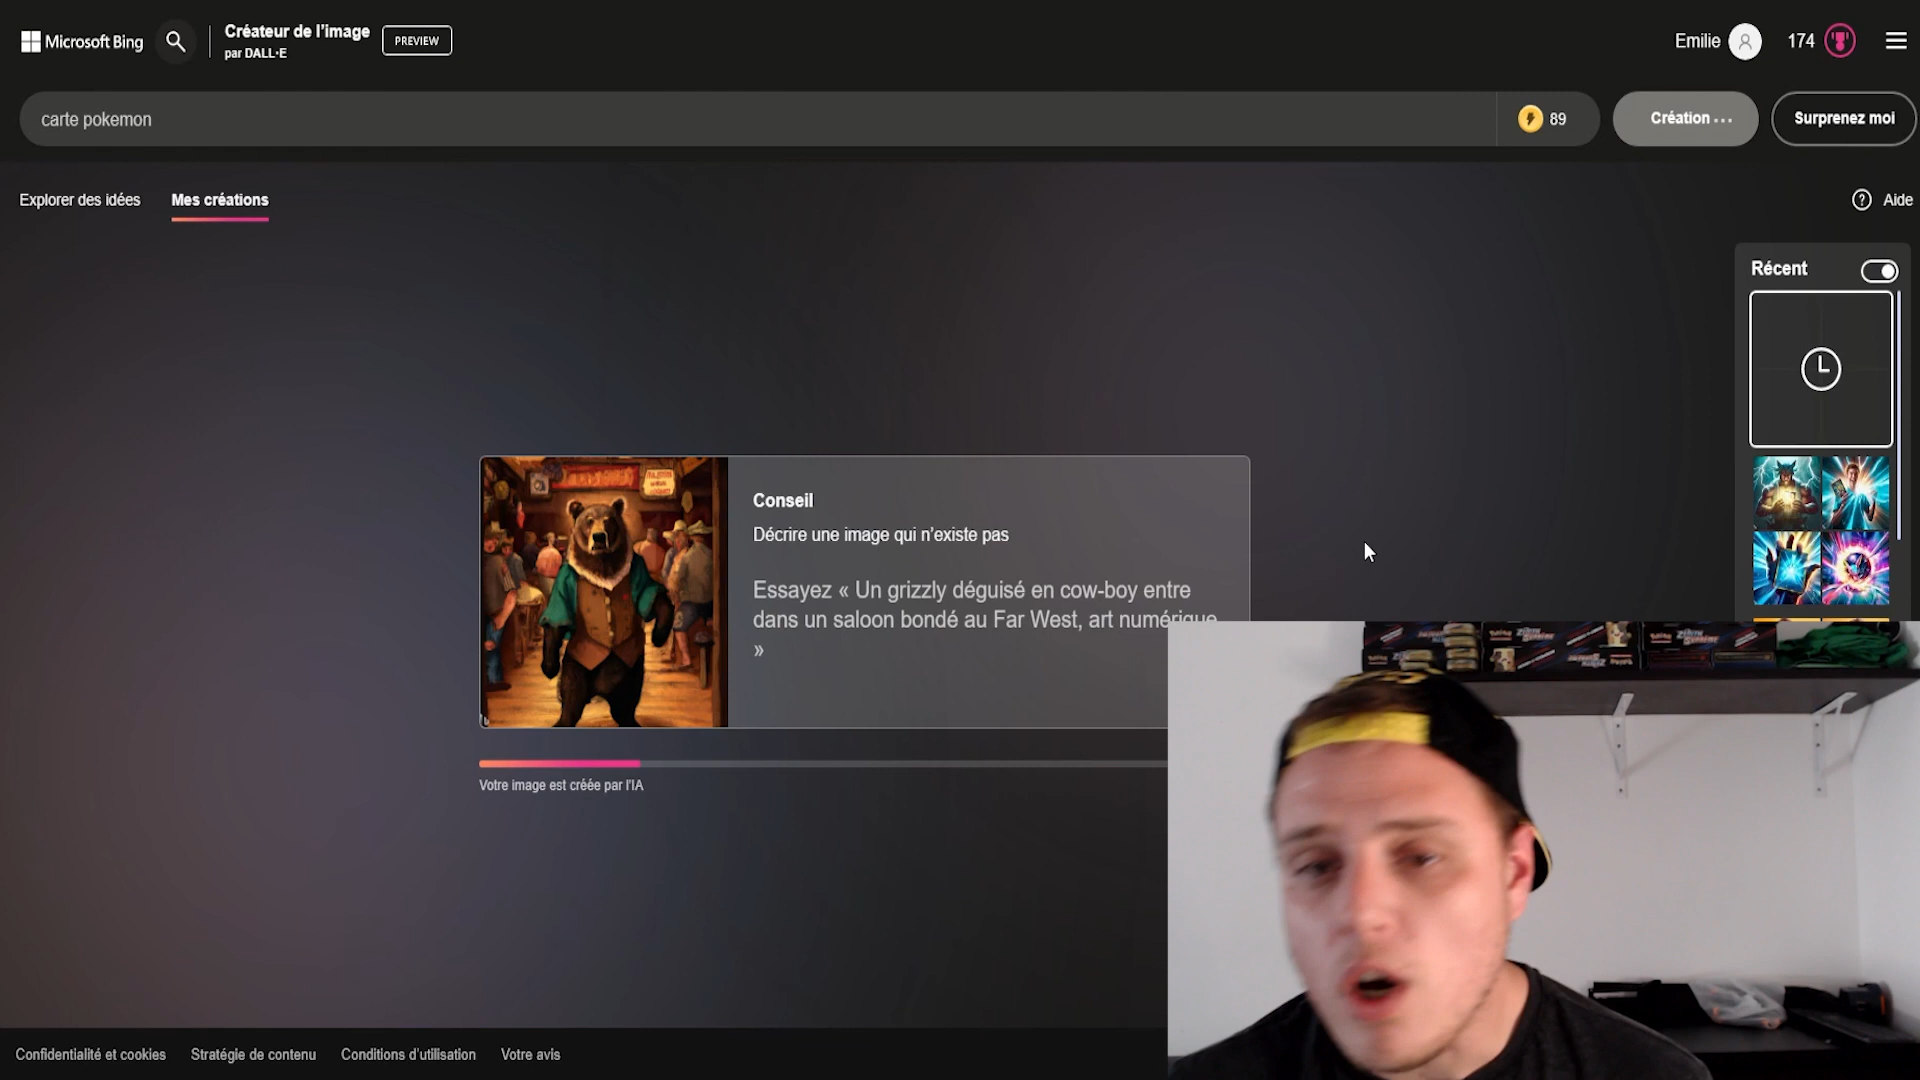 Microsoft Bing
Créateur de l'image
par DALL·E
PREVIEW
Emilie
174
carte pokemon
89
Création ...
Surprenez moi
Explorer des idées
Mes créations
Aide
Récent
Conseil
Décrire une image qui n'existe pas
Essayez « Un grizzly déguisé en cow-boy entre
dans un saloon bondé au Far West, art numérique
»
Votre image est créée par l'IA
Confidentialité et cookies
Stratégie de contenu
Conditions d'utilisation
Votre avis